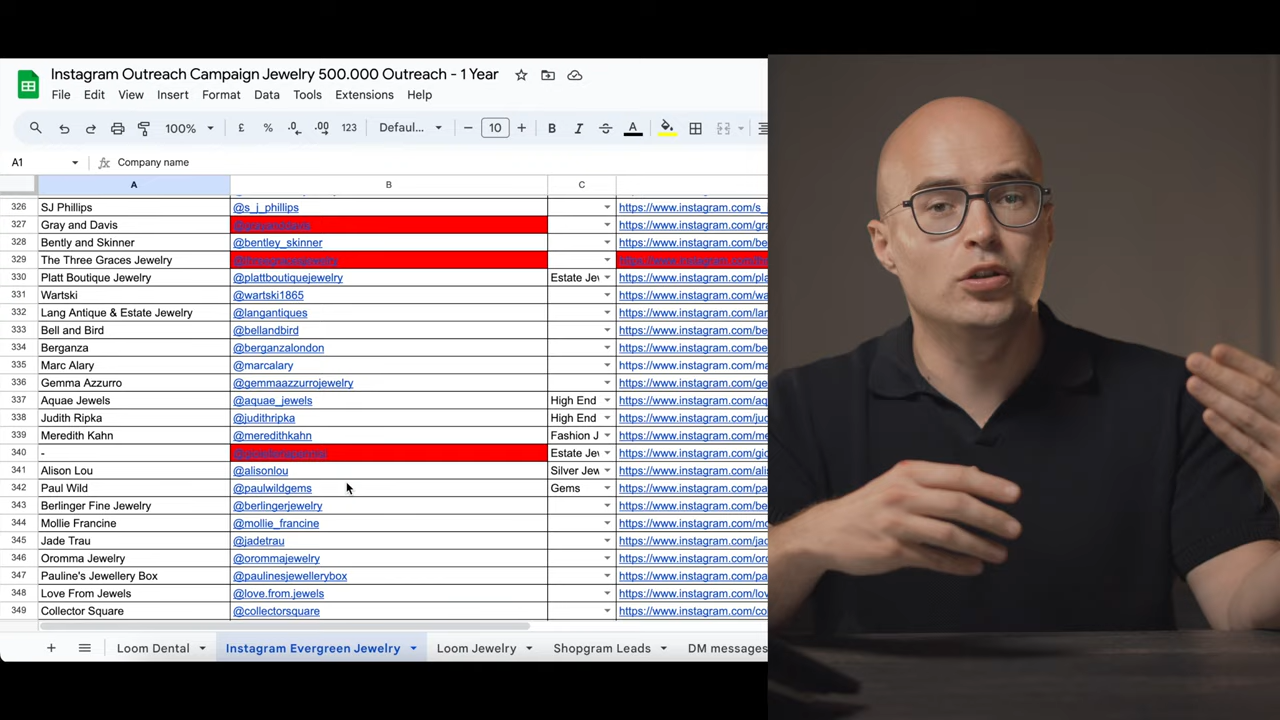 Instagram Outreach Campaign Jewelry 500.000 Outreach - 1 Year
File Edit View Insert Format Data Tools Extensions Help
100% £ % .0 .00 123 Defaul... − 10 + B I A
A1 fx Company name
A B C
326 SJ Phillips @s_j_phillips https://www.instagram.com/s_
327 Gray and Davis https://www.instagram.com/gra
328 Bently and Skinner @bentley_skinner https://www.instagram.com/be
329 The Three Graces Jewelry
330 Platt Boutique Jewelry @plattboutiquejewelry Estate Jev https://www.instagram.com/pla
331 Wartski @wartski1865 https://www.instagram.com/wa
332 Lang Antique & Estate Jewelry @langantiques https://www.instagram.com/lan
333 Bell and Bird @bellandbird https://www.instagram.com/be
334 Berganza @berganzalondon https://www.instagram.com/be
335 Marc Alary @marcalary https://www.instagram.com/ma
336 Gemma Azzurro @gemmaazzurrojewelry https://www.instagram.com/ge
337 Aquae Jewels @aquae_jewels High End https://www.instagram.com/aq
338 Judith Ripka @judithripka High End https://www.instagram.com/jud
339 Meredith Kahn @meredithkahn Fashion J https://www.instagram.com/me
340 - Estate Jev https://www.instagram.com/gio
341 Alison Lou @alisonlou Silver Jew https://www.instagram.com/alis
342 Paul Wild @paulwildgems Gems https://www.instagram.com/pa
343 Berlinger Fine Jewelry @berlingerjewelry https://www.instagram.com/be
344 Mollie Francine @mollie_francine https://www.instagram.com/mo
345 Jade Trau @jadetrau https://www.instagram.com/jad
346 Oromma Jewelry @orommajewelry https://www.instagram.com/oro
347 Pauline's Jewellery Box @paulinesjewellerybox https://www.instagram.com/pa
348 Love From Jewels @love.from.jewels https://www.instagram.com/lov
349 Collector Square @collectorsquare https://www.instagram.com/co
+ Loom Dental Instagram Evergreen Jewelry Loom Jewelry Shopgram Leads DM messages